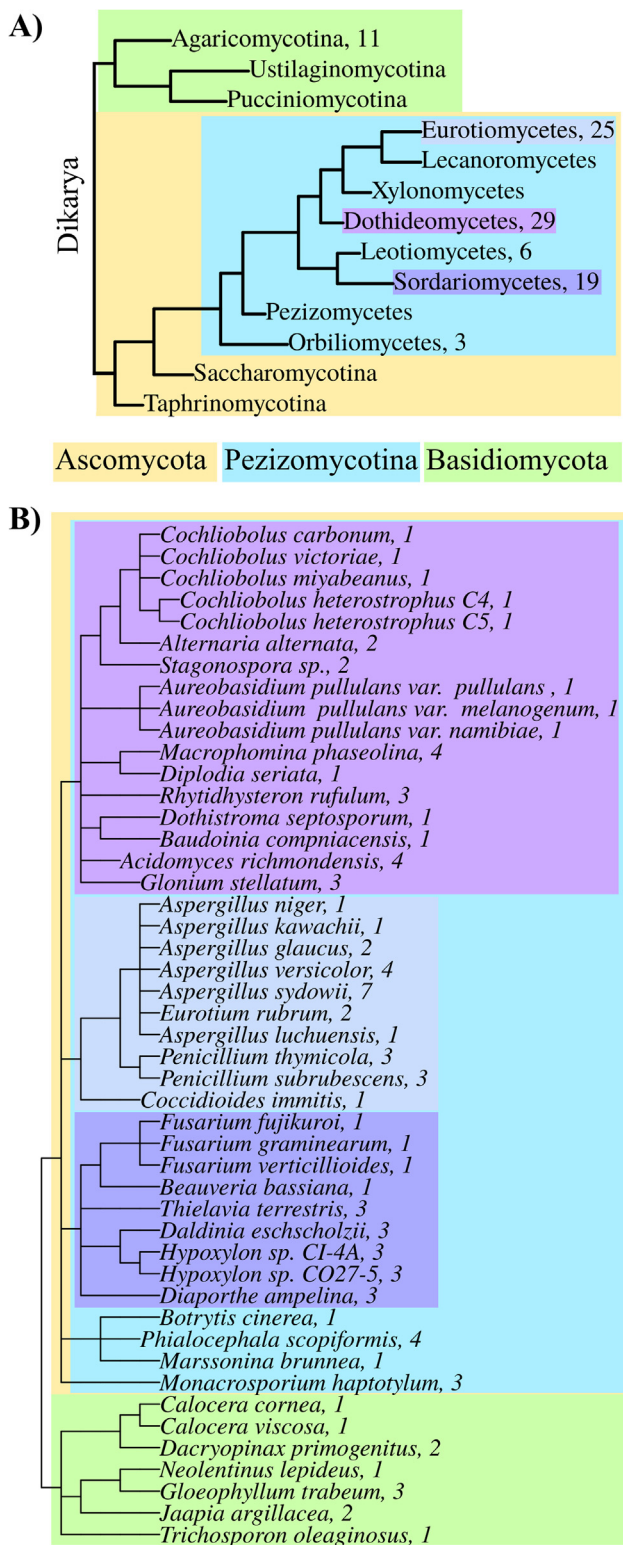 A)
Agaricomycotina, 11
Ustilaginomycotina
Pucciniomycotina
Dikarya
Eurotiomycetes, 25
Lecanoromycetes
Xylonomycetes
Dothideomycetes, 29
Leotiomycetes, 6
Sordariomycetes, 19
Pezizomycetes
Orbiliomycetes, 3
Saccharomycotina
Taphrinomycotina
Ascomycota Pezizomycotina Basidiomycota
B)
Cochliobolus carbonum, 1
Cochliobolus victoriae, 1
Cochliobolus miyabeanus, 1
Cochliobolus heterostrophus C4, 1
Cochliobolus heterostrophus C5, 1
Alternaria alternata, 2
Stagonospora sp., 2
Aureobasidium pullulans var. pullulans , 1
Aureobasidium pullulans var. melanogenum, 1
Aureobasidium pullulans var. namibiae, 1
Macrophomina phaseolina, 4
Diplodia seriata, 1
Rhytidhysteron rufulum, 3
Dothistroma septosporum, 1
Baudoinia compniacensis, 1
Acidomyces richmondensis, 4
Glonium stellatum, 3
Aspergillus niger, 1
Aspergillus kawachii, 1
Aspergillus glaucus, 2
Aspergillus versicolor, 4
Aspergillus sydowii, 7
Eurotium rubrum, 2
Aspergillus luchuensis, 1
Penicillium thymicola, 3
Penicillium subrubescens, 3
Coccidioides immitis, 1
Fusarium fujikuroi, 1
Fusarium graminearum, 1
Fusarium verticillioides, 1
Beauveria bassiana, 1
Thielavia terrestris, 3
Daldinia eschscholzii, 3
Hypoxylon sp. CI-4A, 3
Hypoxylon sp. CO27-5, 3
Diaporthe ampelina, 3
Botrytis cinerea, 1
Phialocephala scopiformis, 4
Marssonina brunnea, 1
Monacrosporium haptotylum, 3
Calocera cornea, 1
Calocera viscosa, 1
Dacryopinax primogenitus, 2
Neolentinus lepideus, 1
Gloeophyllum trabeum, 3
Jaapia argillacea, 2
Trichosporon oleaginosus, 1